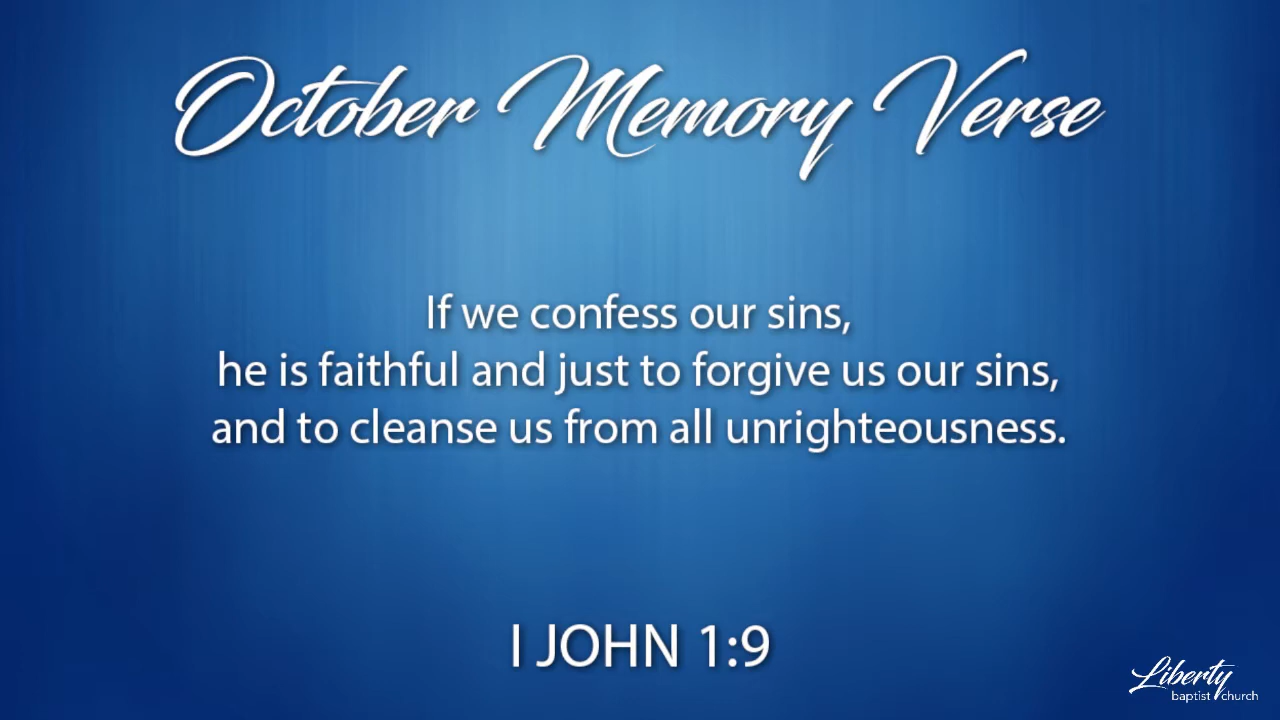 October Memory Verse
If we confess our sins,
he is faithful and just to forgive us our sins,
and to cleanse us from all unrighteousness.
I JOHN 1:9
Liberty
baptist church